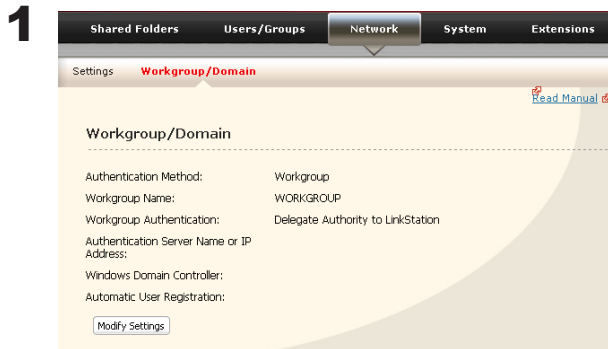 1
Shared Folders Users/Groups Network System Extensions
Settings Workgroup/Domain
Read Manual
Workgroup/Domain
Authentication Method: Workgroup
Workgroup Name: WORKGROUP
Workgroup Authentication: Delegate Authority to LinkStation
Authentication Server Name or IP
Address:
Windows Domain Controller:
Automatic User Registration:
Modify Settings